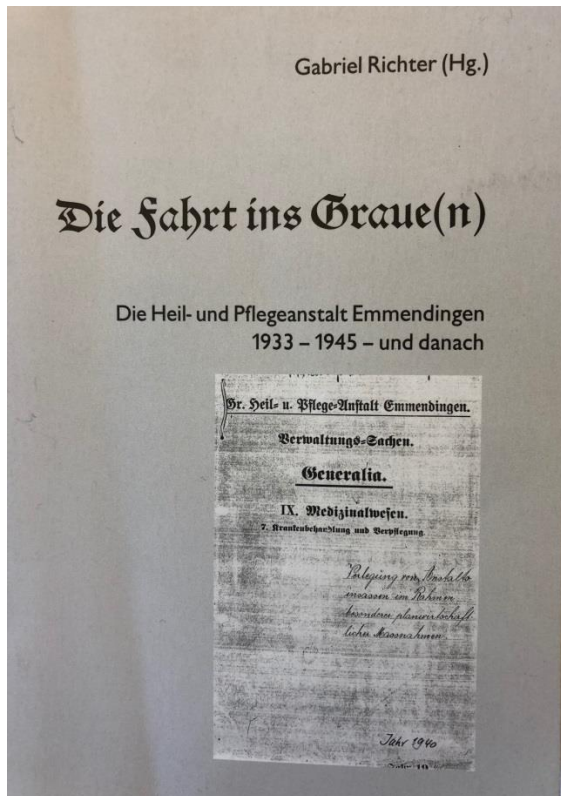 Gabriel Richter (Hg.)
Die Fahrt ins Graue(n)
Die Heil- und Pflegeanstalt Emmendingen
1933 – 1945 – und danach
Gr. Heil- u. Pflege-Anstalt Emmendingen.
Verwaltungs-Sachen.
Generalia.
IX. Medizinalwesen.
7. Krankenbehandlung und Verpflegung
Verlegung von Anstalts
insassen im Rahmen
besonderer planwirtschaft
licher Massnahmen.
Jahr 1940